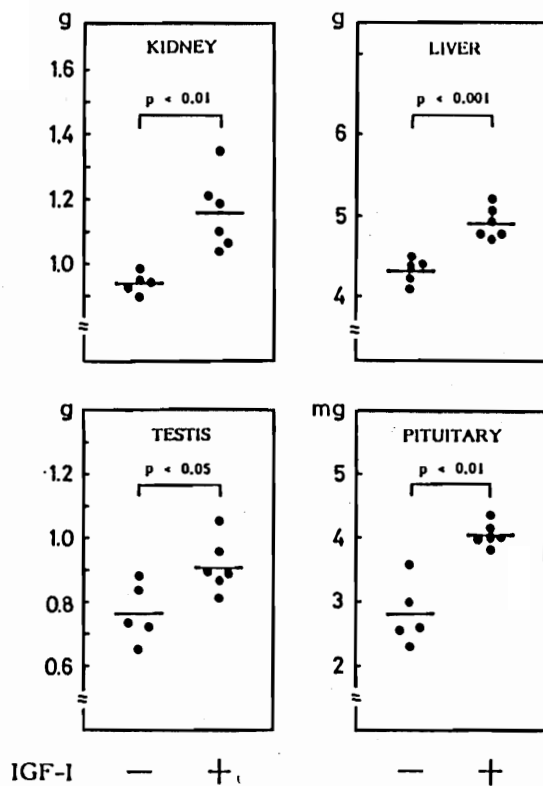 g
KIDNEY
p < 0.01
1.6
1.4
1.2
1.0
g
LIVER
p < 0.001
6
5
4
g
TESTIS
p < 0.05
1.2
1.0
0.8
0.6
mg
PITUITARY
p < 0.01
5
4
3
2
IGF-I − + − +